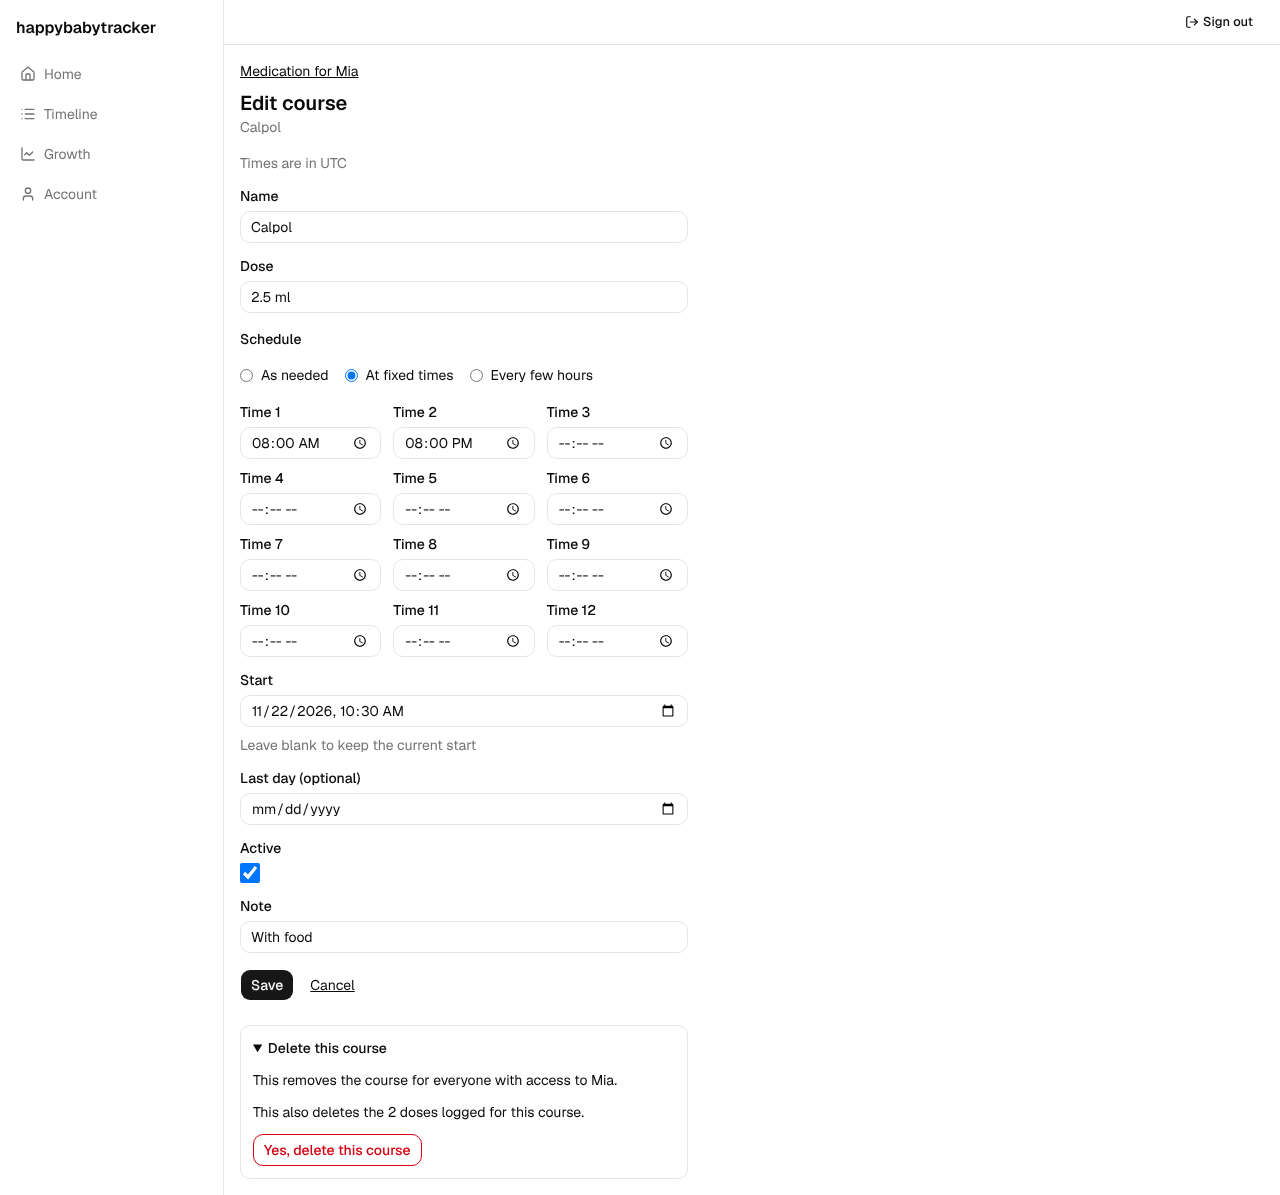 happybabytracker
Sign out
Home
Timeline
Growth
Account
Medication for Mia
Edit course
Calpol
Times are in UTC
Name
Calpol
Dose
2.5 ml
Schedule
As needed At fixed times Every few hours
Time 1 Time 2 Time 3
08:00 AM 08:00 PM --:-- --
Time 4 Time 5 Time 6
--:-- -- --:-- -- --:-- --
Time 7 Time 8 Time 9
--:-- -- --:-- -- --:-- --
Time 10 Time 11 Time 12
--:-- -- --:-- -- --:-- --
Start
11/22/2026, 10:30 AM
Leave blank to keep the current start
Last day (optional)
mm/dd/yyyy
Active
Note
With food
Save Cancel
Delete this course
This removes the course for everyone with access to Mia.
This also deletes the 2 doses logged for this course.
Yes, delete this course